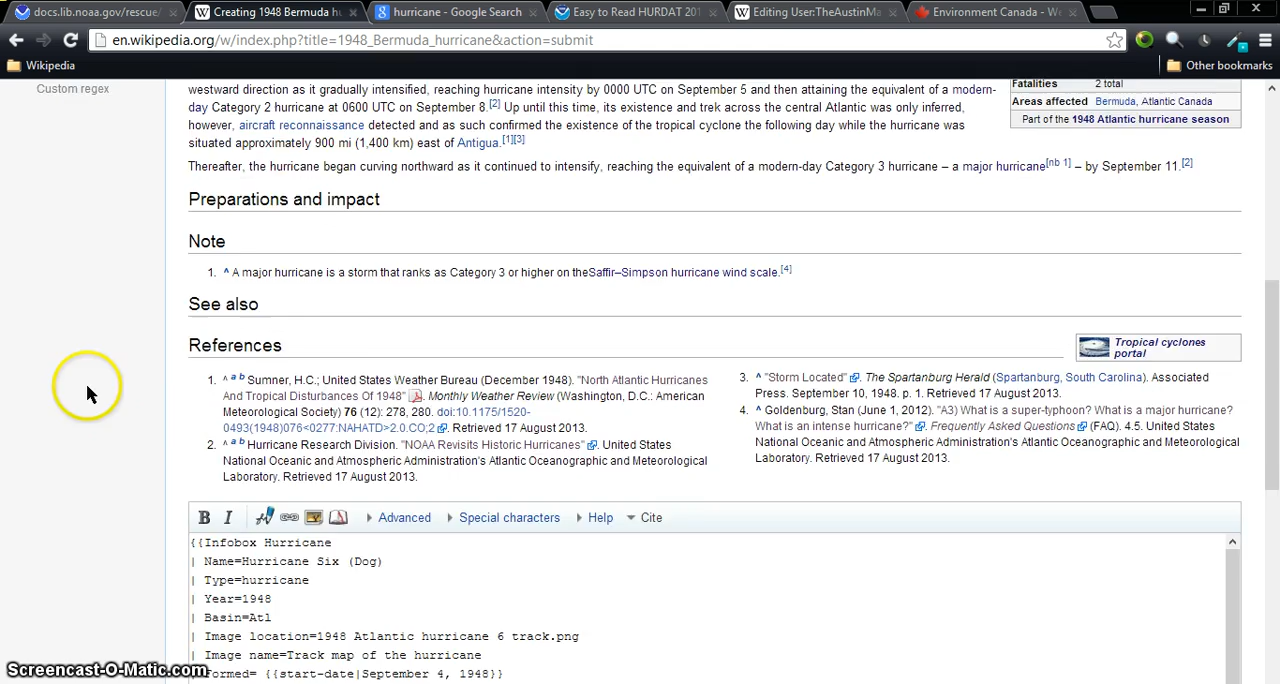 docs.lib.noaa.gov/rescue/
Creating 1948 Bermuda hu
hurricane - Google Search
Easy to Read HURDAT 201
Editing User:TheAustinMa
Environment Canada - We
en.wikipedia.org/w/index.php?title=1948_Bermuda_hurricane&action=submit
Wikipedia
Other bookmarks
Custom regex
westward direction as it gradually intensified, reaching hurricane intensity by 0000 UTC on September 5 and then attaining the equivalent of a modern-
day Category 2 hurricane at 0600 UTC on September 8.[2] Up until this time, its existence and trek across the central Atlantic was only inferred,
however, aircraft reconnaissance detected and as such confirmed the existence of the tropical cyclone the following day while the hurricane was
situated approximately 900 mi (1,400 km) east of Antigua.[1][3]
Thereafter, the hurricane began curving northward as it continued to intensify, reaching the equivalent of a modern-day Category 3 hurricane – a major hurricane[nb 1] – by September 11.[2]
Fatalities 2 total
Areas affected Bermuda, Atlantic Canada
Part of the 1948 Atlantic hurricane season
Preparations and impact
Note
1. ^ A major hurricane is a storm that ranks as Category 3 or higher on theSaffir–Simpson hurricane wind scale.[4]
See also
References
Tropical cyclones
portal
1. ^ a b Sumner, H.C.; United States Weather Bureau (December 1948). "North Atlantic Hurricanes
And Tropical Disturbances Of 1948" . Monthly Weather Review (Washington, D.C.: American
Meteorological Society) 76 (12): 278, 280. doi:10.1175/1520-
0493(1948)076<0277:NAHATD>2.0.CO;2 . Retrieved 17 August 2013.
2. ^ a b Hurricane Research Division. "NOAA Revisits Historic Hurricanes" . United States
National Oceanic and Atmospheric Administration's Atlantic Oceanographic and Meteorological
Laboratory. Retrieved 17 August 2013.
3. ^ "Storm Located" . The Spartanburg Herald (Spartanburg, South Carolina). Associated
Press. September 10, 1948. p. 1. Retrieved 17 August 2013.
4. ^ Goldenburg, Stan (June 1, 2012). "A3) What is a super-typhoon? What is a major hurricane?
What is an intense hurricane?" . Frequently Asked Questions (FAQ). 4.5. United States
National Oceanic and Atmospheric Administration's Atlantic Oceanographic and Meteorological
Laboratory. Retrieved 17 August 2013.
B I Advanced Special characters Help Cite
{{Infobox Hurricane
| Name=Hurricane Six (Dog)
| Type=hurricane
| Year=1948
| Basin=Atl
| Image location=1948 Atlantic hurricane 6 track.png
| Image name=Track map of the hurricane
Formed= {{start-date|September 4, 1948}}
Screencast-O-Matic.com